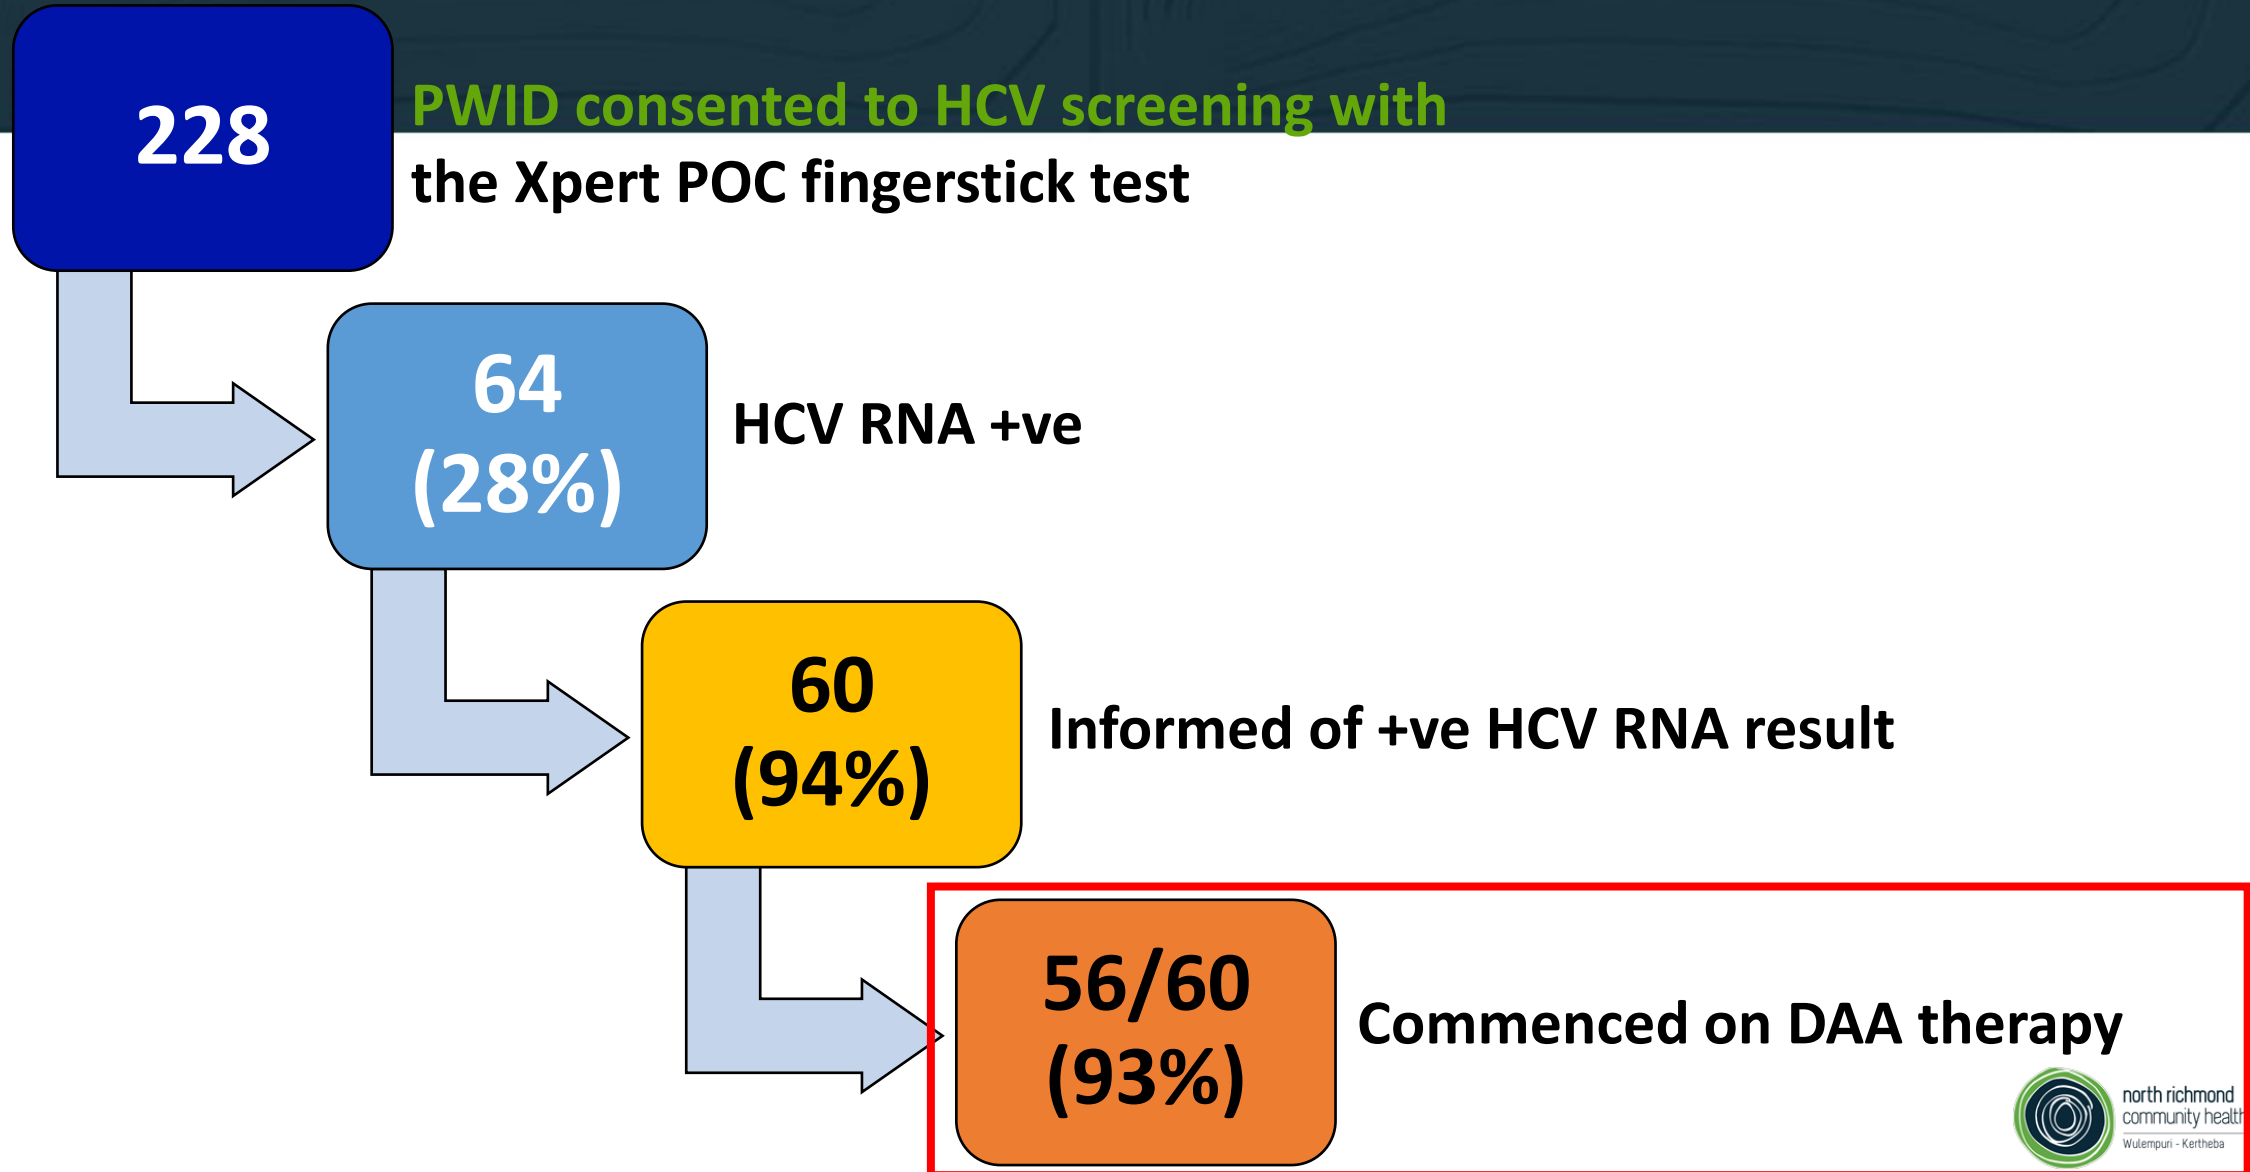 228
PWID consented to HCV screening with
the Xpert POC fingerstick test
64
(28%)
HCV RNA +ve
60
(94%)
Informed of +ve HCV RNA result
56/60
(93%)
Commenced on DAA therapy
north richmond
community health
Wulempuri - Kertheba